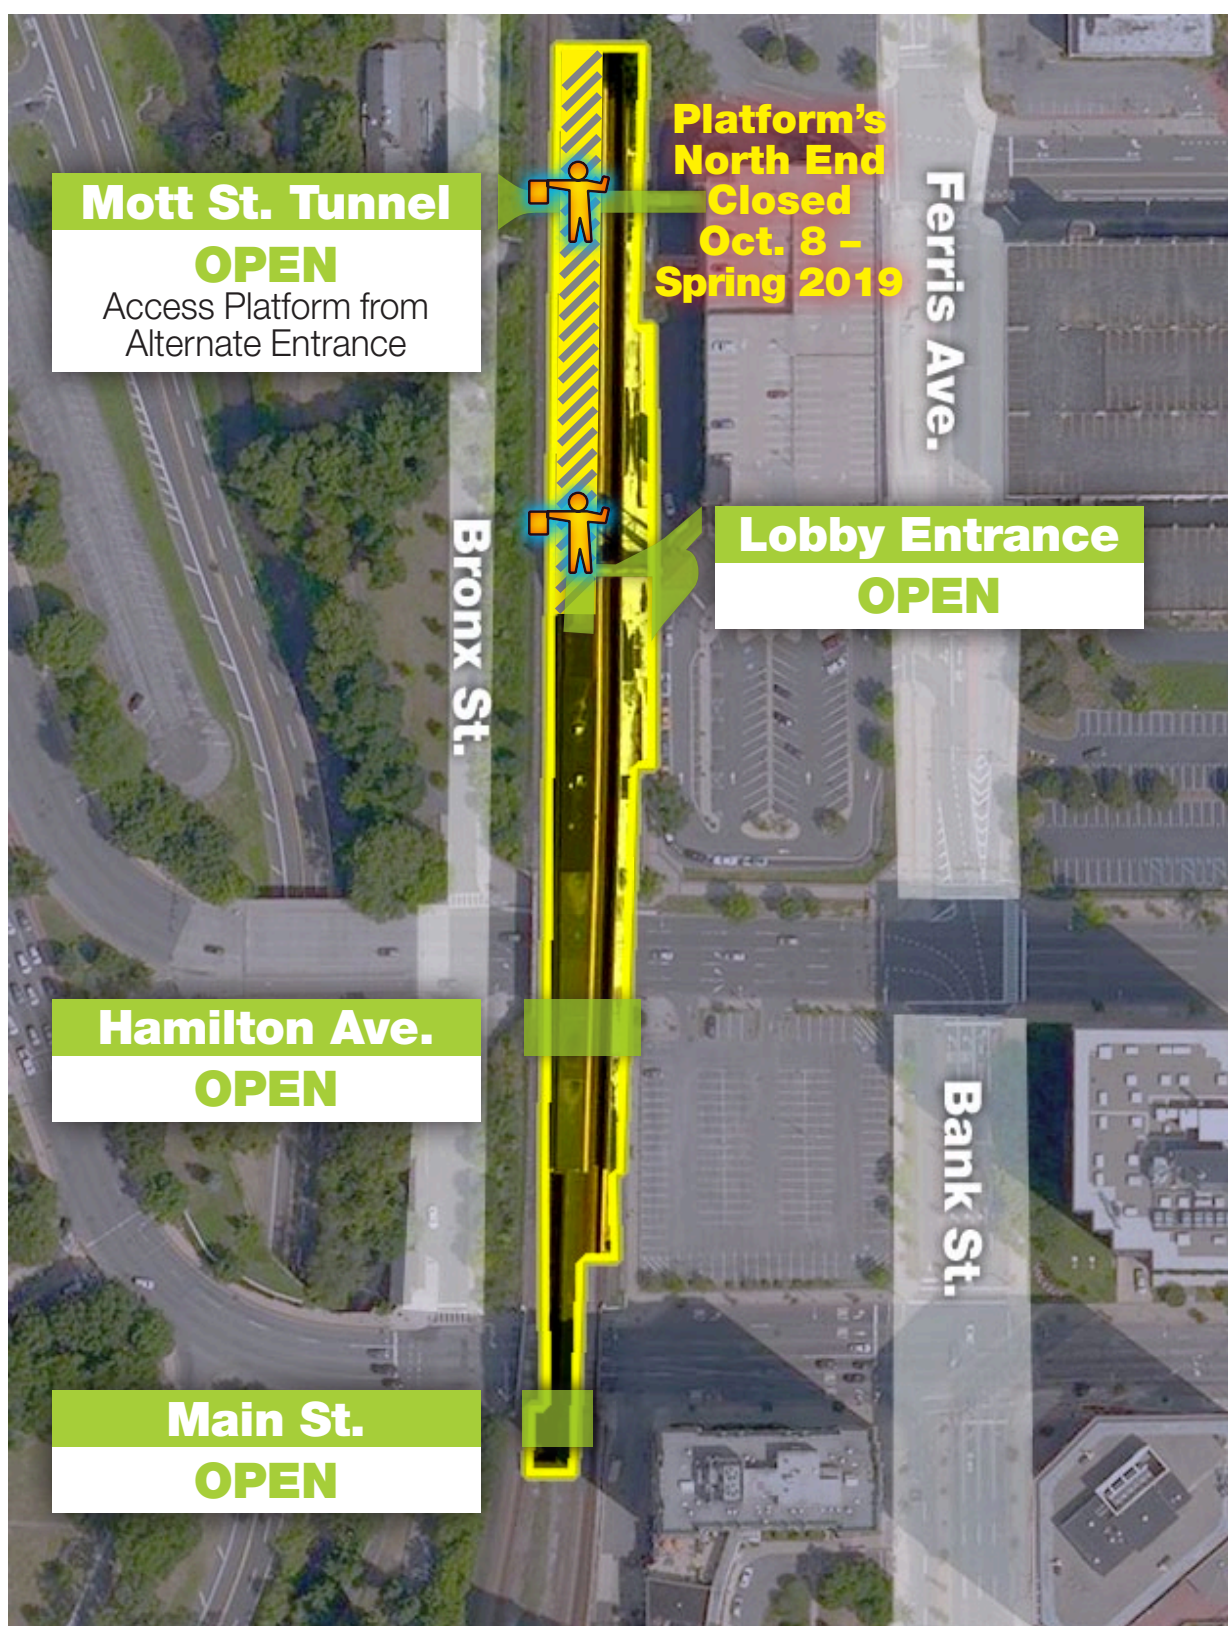 Platform's
North End
Closed
Oct. 8 –
Spring 2019
Mott St. Tunnel
OPEN
Access Platform from
Alternate Entrance
Ferris Ave.
Lobby Entrance
OPEN
Bronx St.
Hamilton Ave.
OPEN
Bank St.
Main St.
OPEN